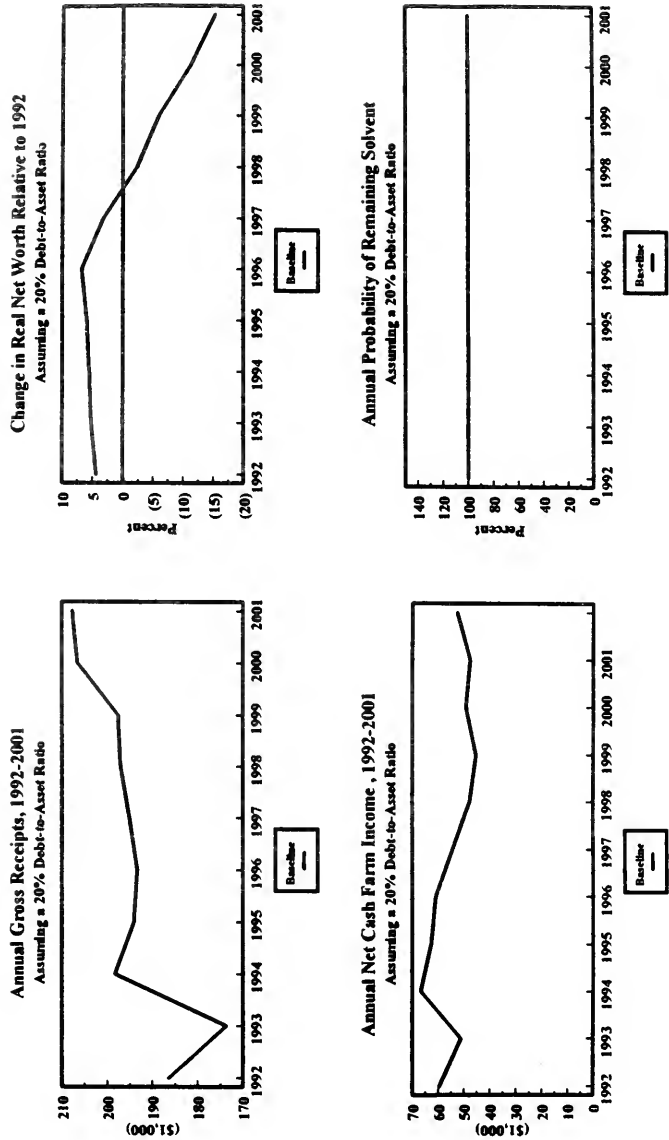 Annual Gross Receipts, 1992-2001
Assuming a 20% Debt-to-Asset Ratio
($1,000)
210
200
190
180
170
1992 1993 1994 1995 1996 1997 1998 1999 2000 2001
Baseline
Change in Real Net Worth Relative to 1992
Assuming a 20% Debt-to-Asset Ratio
Percent
10
5
0
(5)
(10)
(15)
(20)
1992 1993 1994 1995 1996 1997 1998 1999 2000 2001
Baseline
Annual Net Cash Farm Income , 1992-2001
Assuming a 20% Debt-to-Asset Ratio
($1,000)
70
60
50
40
30
20
10
0
1992 1993 1994 1995 1996 1997 1998 1999 2000 2001
Baseline
Annual Probability of Remaining Solvent
Assuming a 20% Debt-to-Asset Ratio
Percent
140
120
100
80
60
40
20
0
1992 1993 1994 1995 1996 1997 1998 1999 2000 2001
Baseline